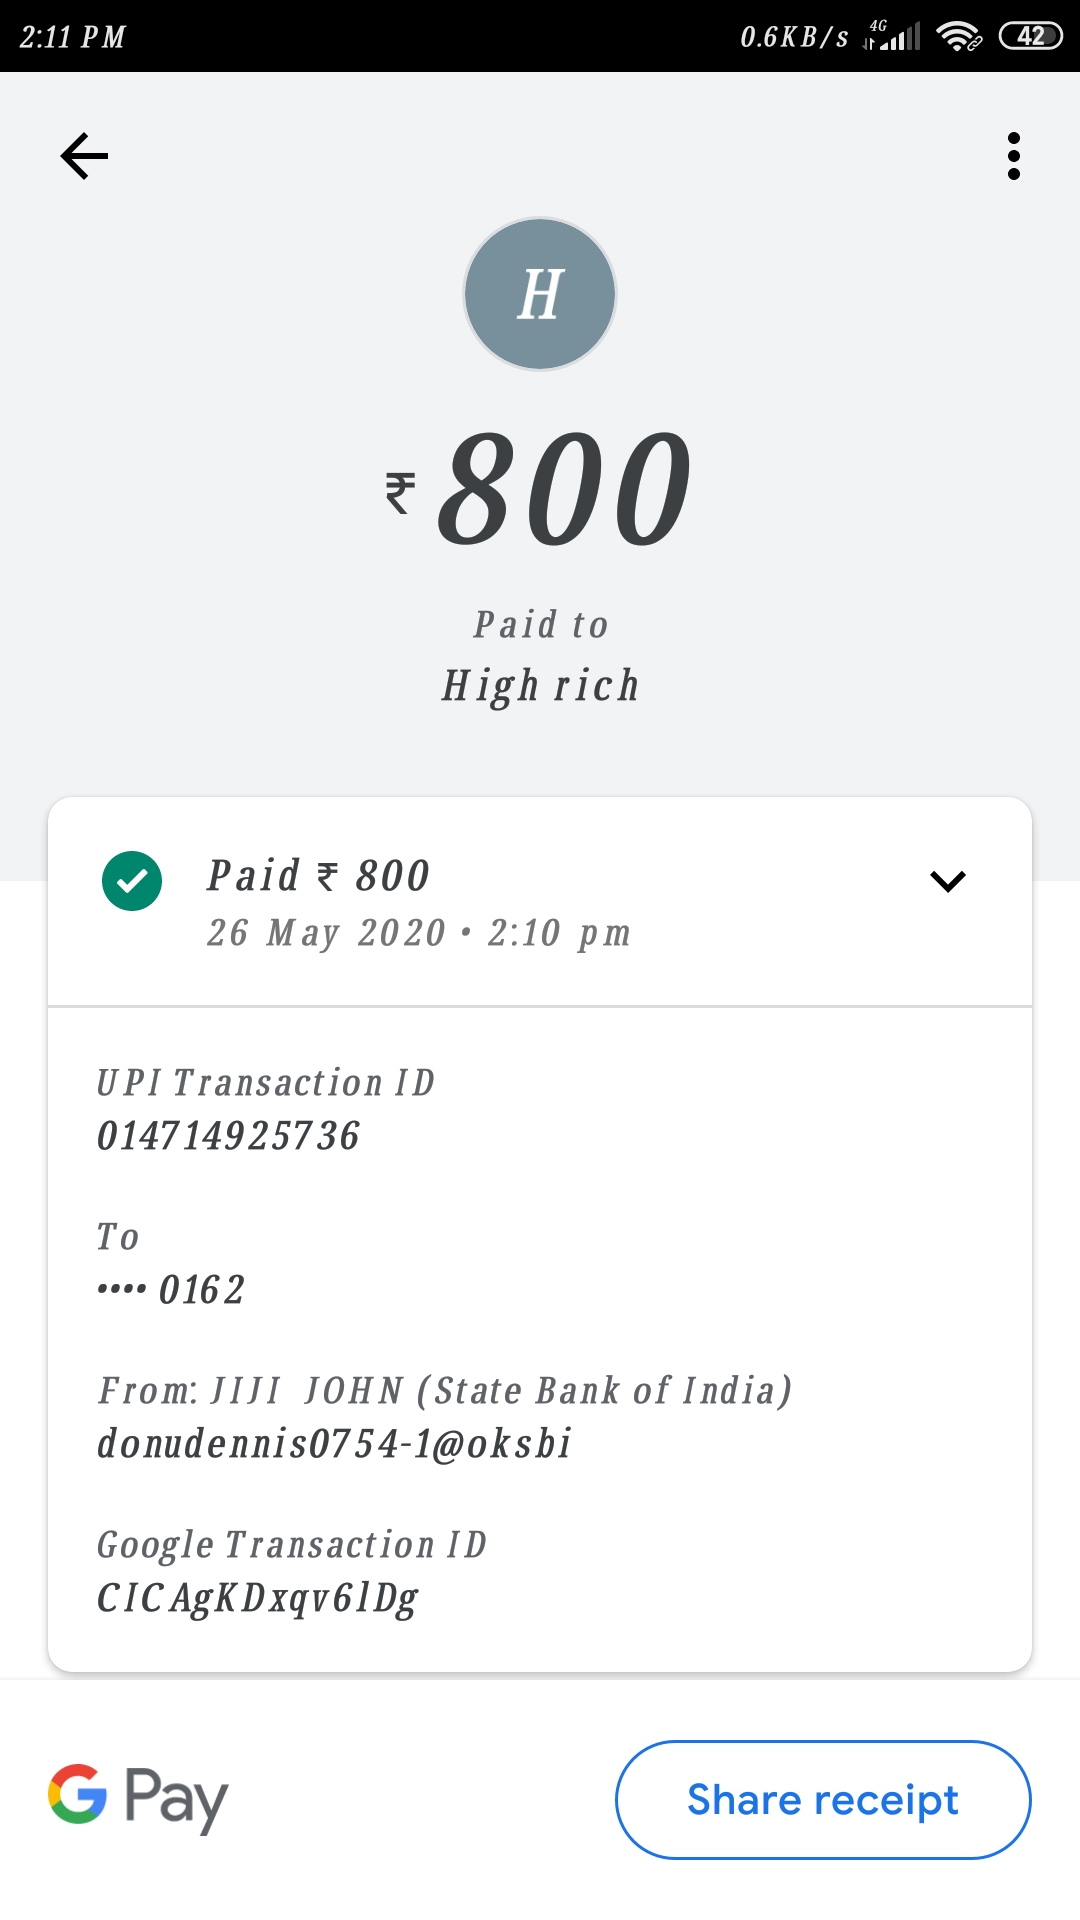 2:11 PM 0.6KB/s 4G 42
H
₹ 800
Paid to
High rich
Paid ₹ 800
26 May 2020 • 2:10 pm
UPI Transaction ID
014714925736
To
•••• 0162
From: JIJI JOHN (State Bank of India)
donudennis0754-1@oksbi
Google Transaction ID
CICAgKDxqv6lDg
G Pay Share receipt